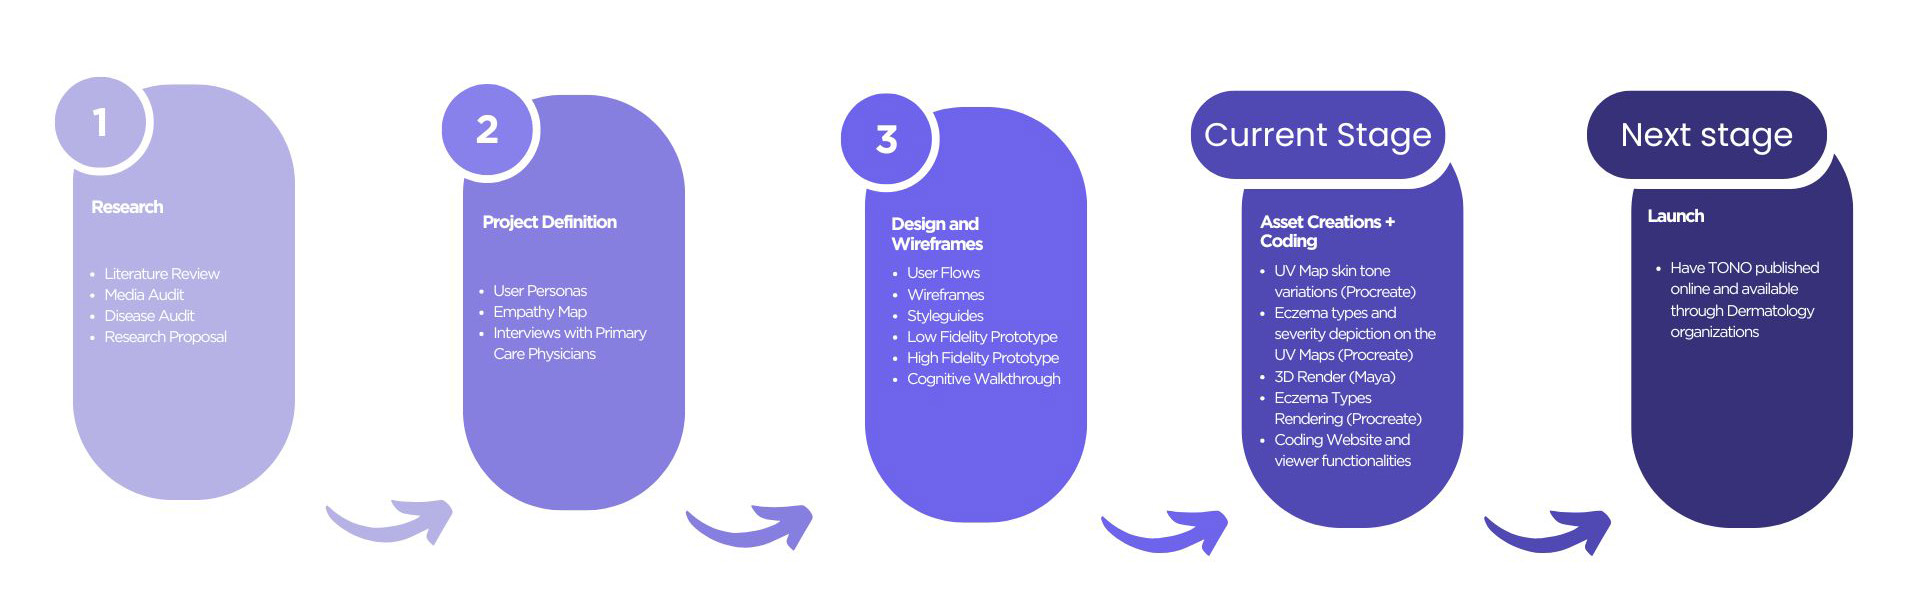 1
Research
• Literature Review
• Media Audit
• Disease Audit
• Research Proposal
2
Project Definition
• User Personas
• Empathy Map
• Interviews with Primary
Care Physicians
3
Design and
Wireframes
• User Flows
• Wireframes
• Styleguides
• Low Fidelity Prototype
• High Fidelity Prototype
• Cognitive Walkthrough
Current Stage
Asset Creations +
Coding
• UV Map skin tone
variations (Procreate)
• Eczema types and
severity depiction on the
UV Maps (Procreate)
• 3D Render (Maya)
• Eczema Types
Rendering (Procreate)
• Coding Website and
viewer functionalities
Next stage
Launch
• Have TONO published
online and available
through Dermatology
organizations